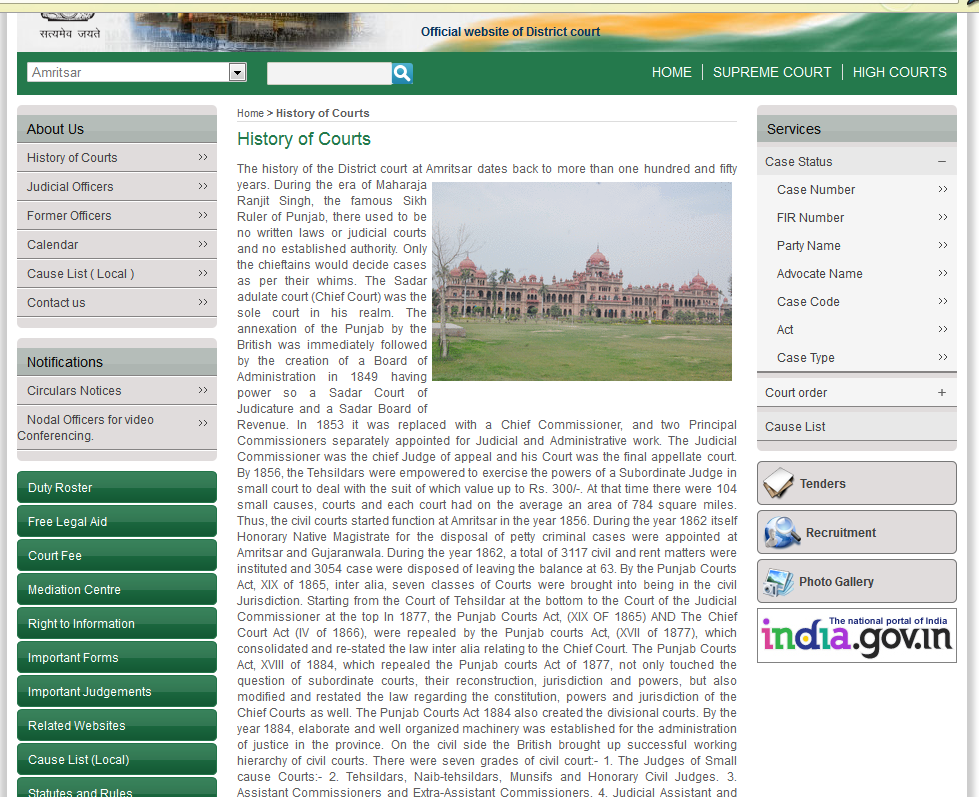 सत्यमेव जयते
Official website of District court
Amritsar
HOME
SUPREME COURT
HIGH COURTS
About Us
History of Courts >>
Judicial Officers >>
Former Officers >>
Calendar >>
Cause List ( Local ) >>
Contact us >>
Notifications
Circulars Notices >>
Nodal Officers for video >>
Conferencing.
Duty Roster
Free Legal Aid
Court Fee
Mediation Centre
Right to Information
Important Forms
Important Judgements
Related Websites
Cause List (Local)
Statutes and Rules
Home > History of Courts
History of Courts
The history of the District court at Amritsar dates back to more than one hundred and fifty
years. During the era of Maharaja
Ranjit Singh, the famous Sikh
Ruler of Punjab, there used to be
no written laws or judicial courts
and no established authority. Only
the chieftains would decide cases
as per their whims. The Sadar
adulate court (Chief Court) was the
sole court in his realm. The
annexation of the Punjab by the
British was immediately followed
by the creation of a Board of
Administration in 1849 having
power so a Sadar Court of
Judicature and a Sadar Board of
Revenue. In 1853 it was replaced with a Chief Commissioner, and two Principal
Commissioners separately appointed for Judicial and Administrative work. The Judicial
Commissioner was the chief Judge of appeal and his Court was the final appellate court.
By 1856, the Tehsildars were empowered to exercise the powers of a Subordinate Judge in
small court to deal with the suit of which value up to Rs. 300/-. At that time there were 104
small causes, courts and each court had on the average an area of 784 square miles.
Thus, the civil courts started function at Amritsar in the year 1856. During the year 1862 itself
Honorary Native Magistrate for the disposal of petty criminal cases were appointed at
Amritsar and Gujaranwala. During the year 1862, a total of 3117 civil and rent matters were
instituted and 3054 case were disposed of leaving the balance at 63. By the Punjab Courts
Act, XIX of 1865, inter alia, seven classes of Courts were brought into being in the civil
Jurisdiction. Starting from the Court of Tehsildar at the bottom to the Court of the Judicial
Commissioner at the top In 1877, the Punjab Courts Act, (XIX OF 1865) AND The Chief
Court Act (IV of 1866), were repealed by the Punjab courts Act, (XVII of 1877), which
consolidated and re-stated the law inter alia relating to the Chief Court. The Punjab Courts
Act, XVIII of 1884, which repealed the Punjab courts Act of 1877, not only touched the
question of subordinate courts, their reconstruction, jurisdiction and powers, but also
modified and restated the law regarding the constitution, powers and jurisdiction of the
Chief Courts as well. The Punjab Courts Act 1884 also created the divisional courts. By the
year 1884, elaborate and well organized machinery was established for the administration
of justice in the province. On the civil side the British brought up successful working
hierarchy of civil courts. There were seven grades of civil court:- 1. The Judges of Small
cause Courts:- 2. Tehsildars, Naib-tehsildars, Munsifs and Honorary Civil Judges. 3.
Assistant Commissioners and Extra-Assistant Commissioners. 4. Judicial Assistant and
Services
Case Status –
Case Number >>
FIR Number >>
Party Name >>
Advocate Name >>
Case Code >>
Act >>
Case Type >>
Court order +
Cause List
Tenders
Recruitment
Photo Gallery
The national portal of India
india.gov.in